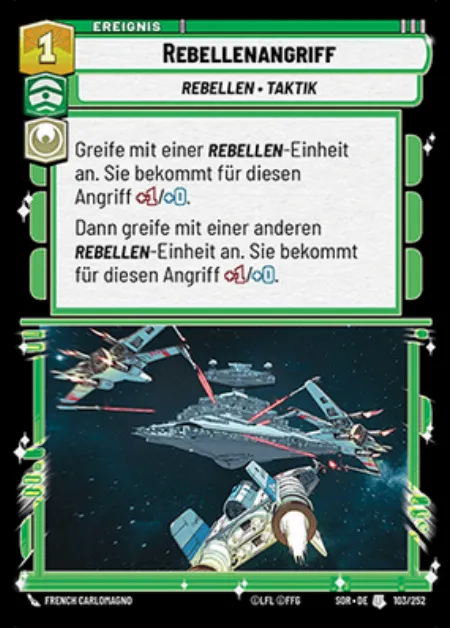 EREIGNIS
1
REBELLENANGRIFF
REBELLEN • TAKTIK
Greife mit einer REBELLEN-Einheit
an. Sie bekommt für diesen
Angriff +1/+0.
Dann greife mit einer anderen
REBELLEN-Einheit an. Sie bekommt
für diesen Angriff +1/+0.
FRENCH CARLOMAGNO
©LFL ©FFG
SOR • DE
103/252